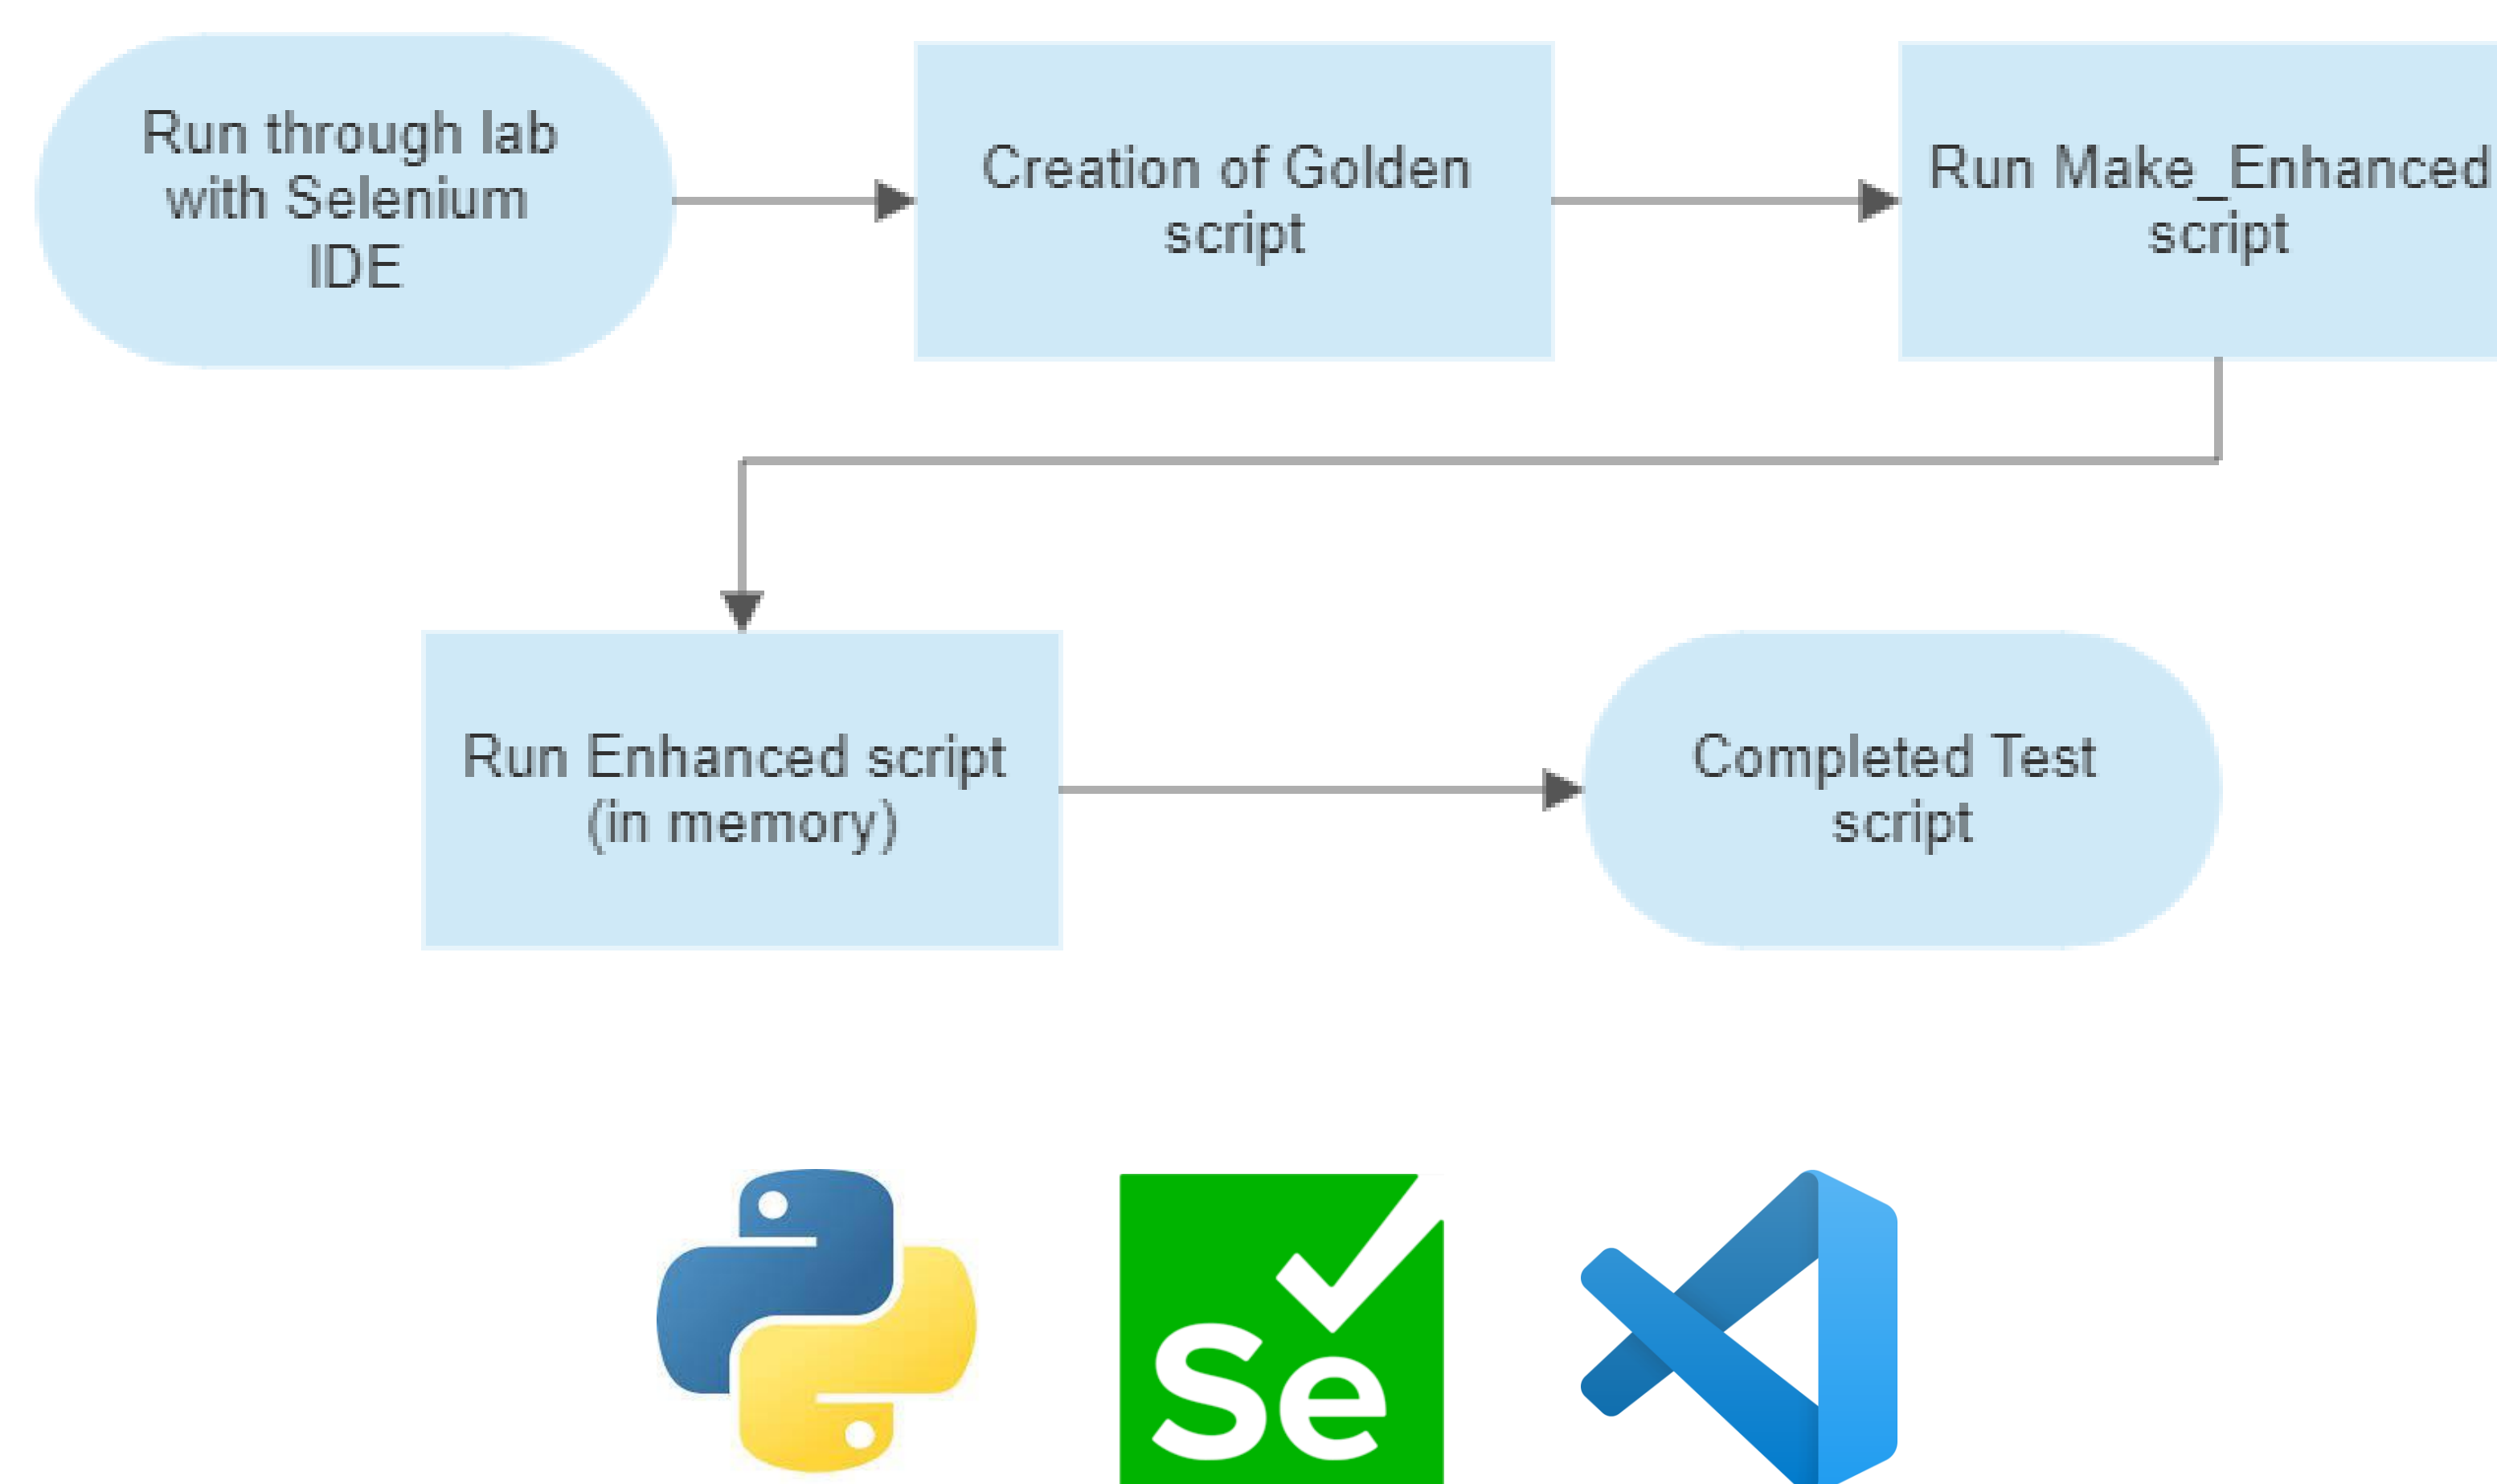 Run through lab
with Selenium
IDE
Creation of Golden
script
Run Make_Enhanced
script
Run Enhanced script
(in memory)
Completed Test
script
Se